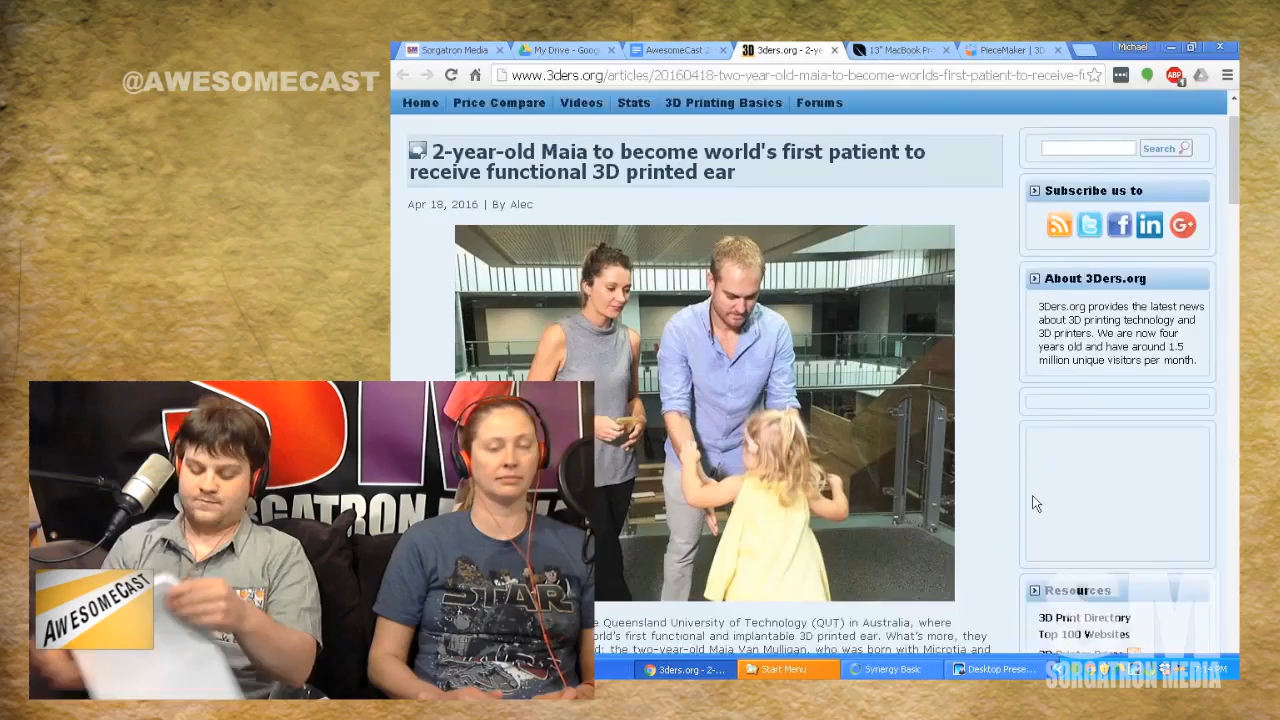 @AWESOMECAST
Sorgatron Media
My Drive - Goog
AwesomeCast 2
3ders.org - 2-ye
13" MacBook Pro
PieceMaker | 3D
Michael
www.3ders.org/articles/20160418-two-year-old-maia-to-become-worlds-first-patient-to-receive-f
ABP
1
Home
Price Compare
Videos
Stats
3D Printing Basics
Forums
2-year-old Maia to become world's first patient to
receive functional 3D printed ear
Apr 18, 2016 | By Alec
Search
Subscribe us to
About 3Ders.org
3ders.org provides the latest news
about 3D printing technology and
3D printers. We are now four
years old and have around 1.5
million unique visitors per month.
Resources
3D Print Directory
Top 100 Websites
Queensland University of Technology (QUT) in Australia, where
world's first functional and implantable 3D printed ear. What's more, they
the two-year-old Maia Van Mulligan, who was born with Microtia and
SORGATRON
STAR
AWESOMECAST
3ders.org - 2-...
Start Menu
Synergy Basic
Desktop Prese...
SORGATRON MEDIA